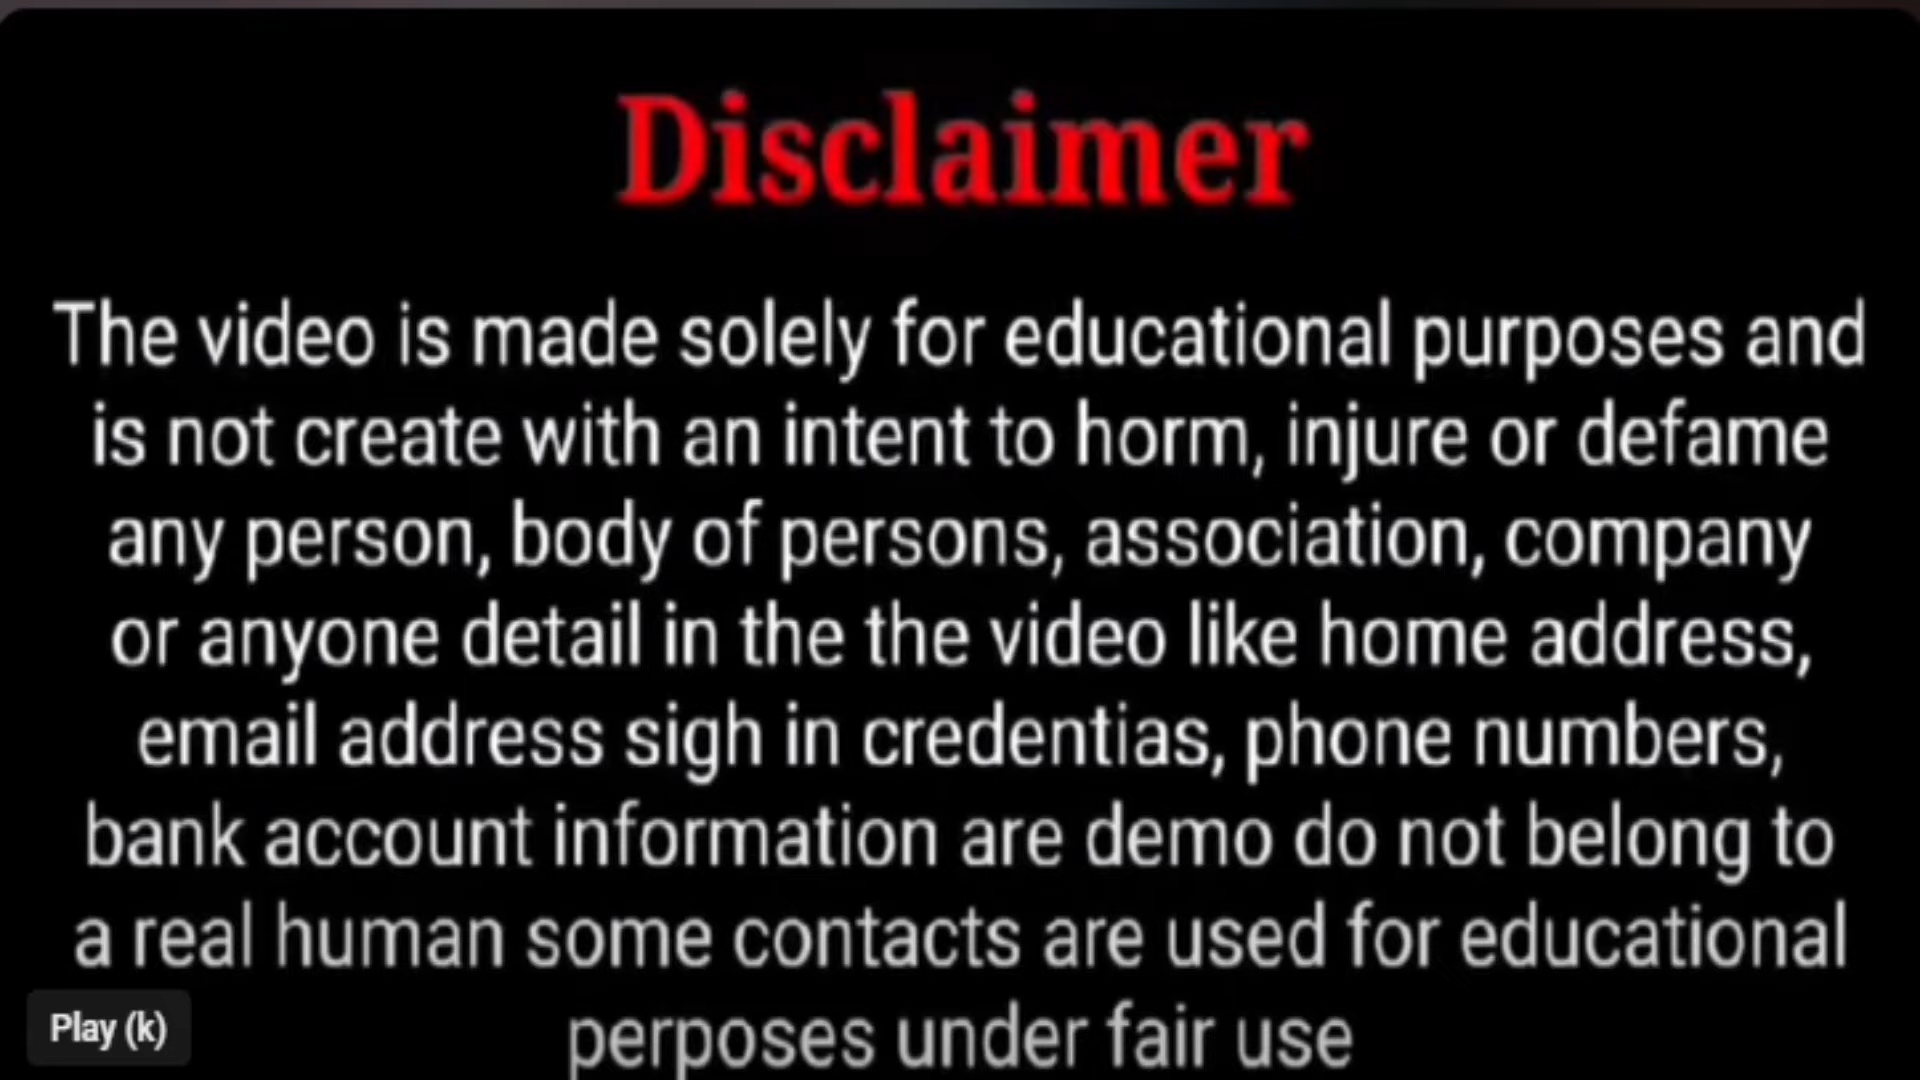 Disclaimer
The video is made solely for educational purposes and
is not create with an intent to horm, injure or defame
any person, body of persons, association, company
or anyone detail in the the video like home address,
email address sigh in credentias, phone numbers,
bank account information are demo do not belong to
a real human some contacts are used for educational
perposes under fair use
Play (k)